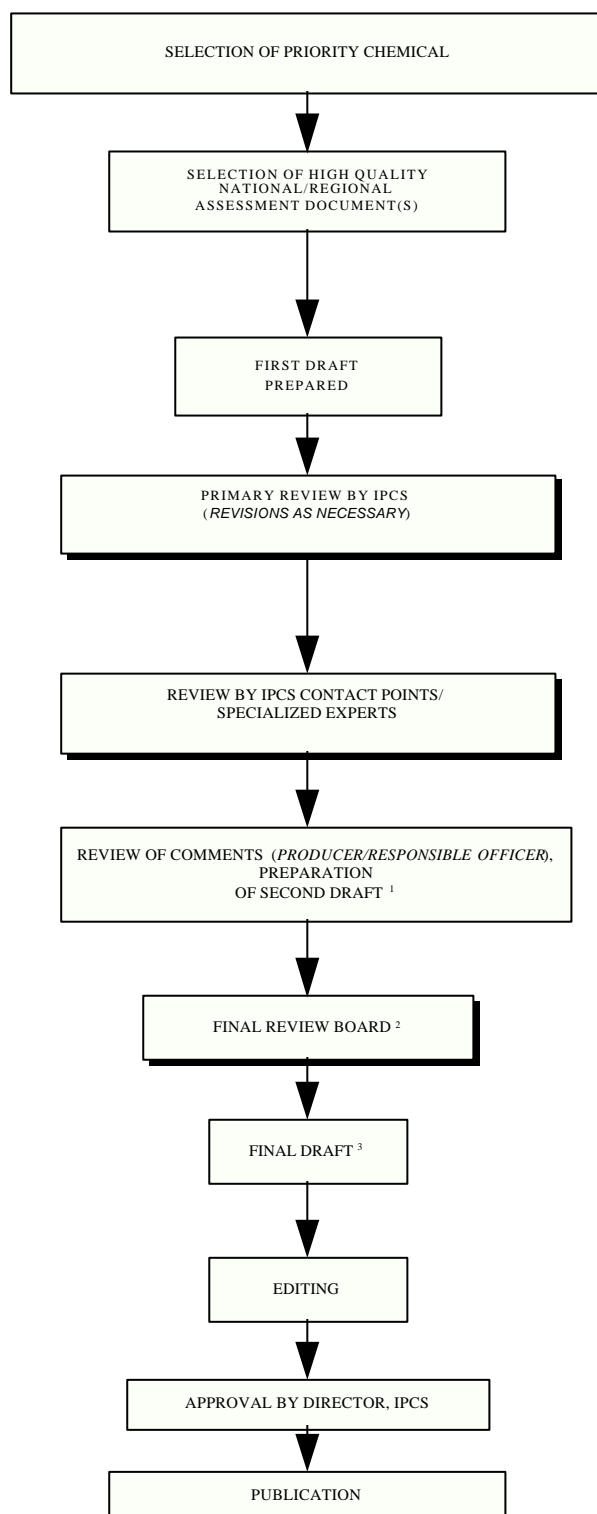 SELECTION OF PRIORITY CHEMICAL
SELECTION OF HIGH QUALITY
NATIONAL/REGIONAL
ASSESSMENT DOCUMENT(S)
FIRST DRAFT
PREPARED
PRIMARY REVIEW BY IPCS
(REVISIONS AS NECESSARY)
REVIEW BY IPCS CONTACT POINTS/
SPECIALIZED EXPERTS
REVIEW OF COMMENTS (PRODUCER/RESPONSIBLE OFFICER),
PREPARATION
OF SECOND DRAFT ¹
FINAL REVIEW BOARD ²
FINAL DRAFT ³
EDITING
APPROVAL BY DIRECTOR, IPCS
PUBLICATION